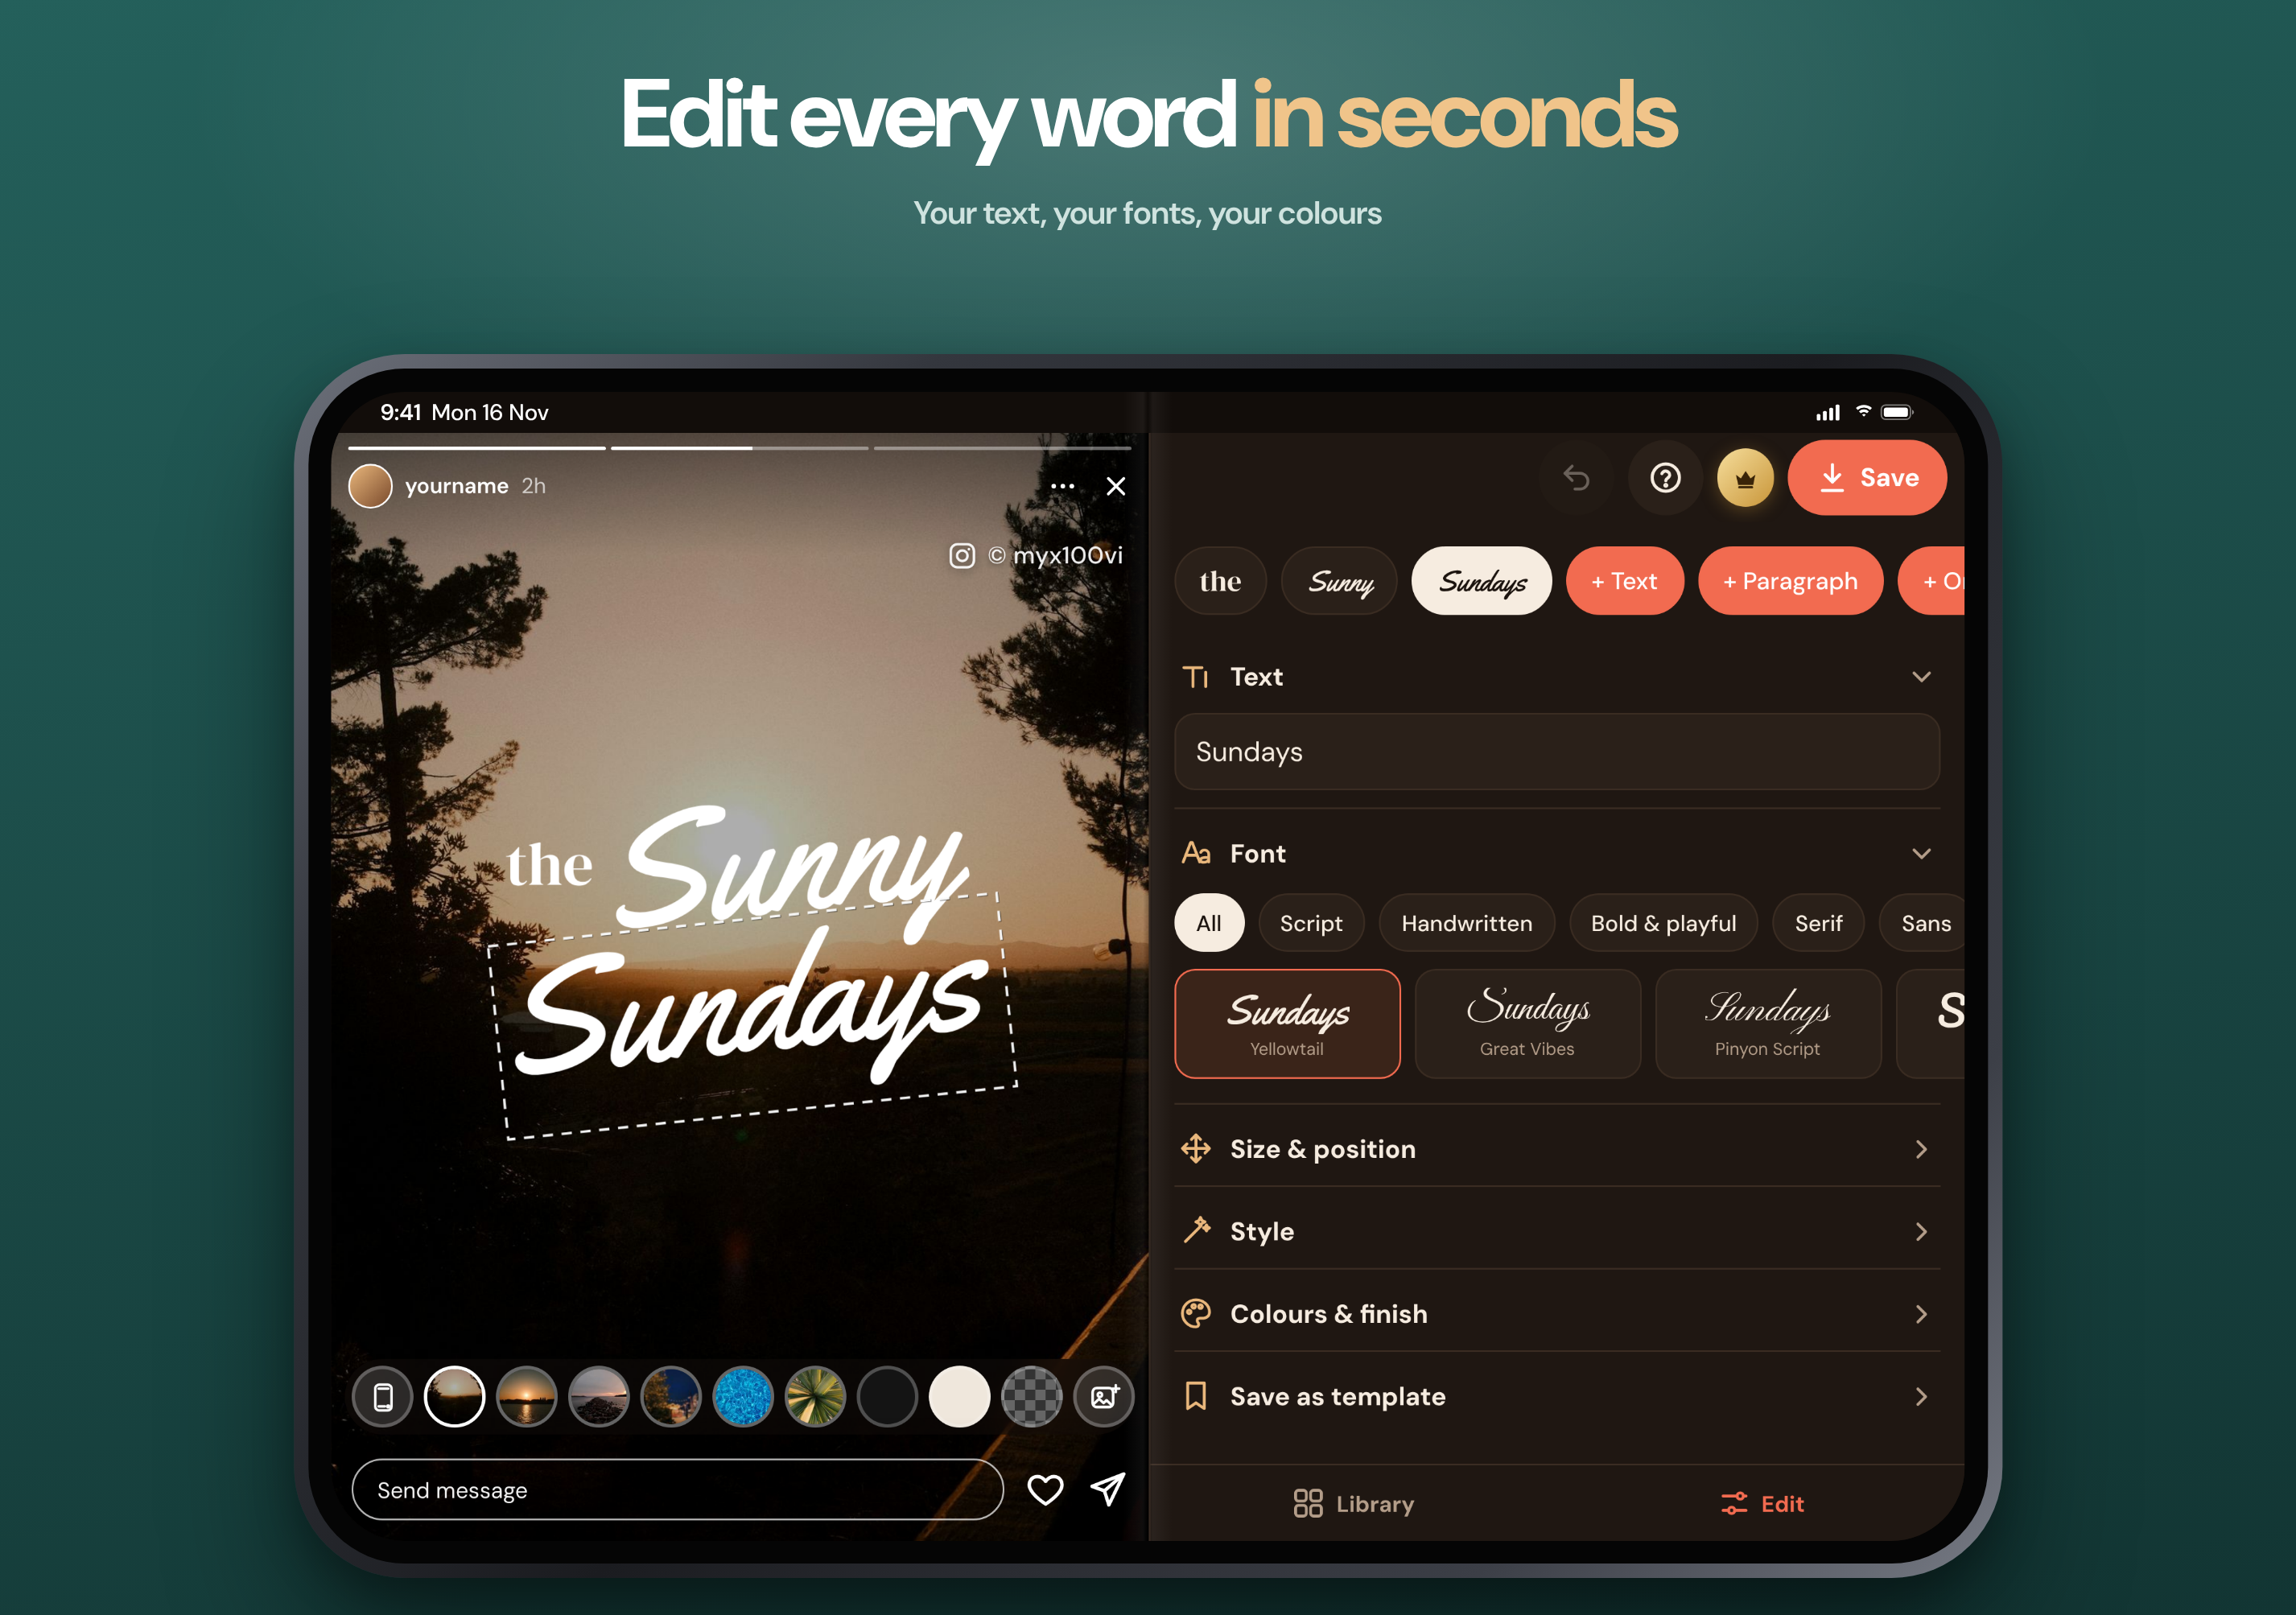 Edit every word in seconds
Your text, your fonts, your colours
9:41 Mon 16 Nov
yourname 2h
© myx100vi
the Sunny
Sundays
Send message
Save
the Sunny Sundays + Text + Paragraph
Text
Sundays
Aa Font
All Script Handwritten Bold & playful Serif Sans
Sundays Sundays Sundays S
Yellowtail Great Vibes Pinyon Script
Size & position
Style
Colours & finish
Save as template
Library Edit